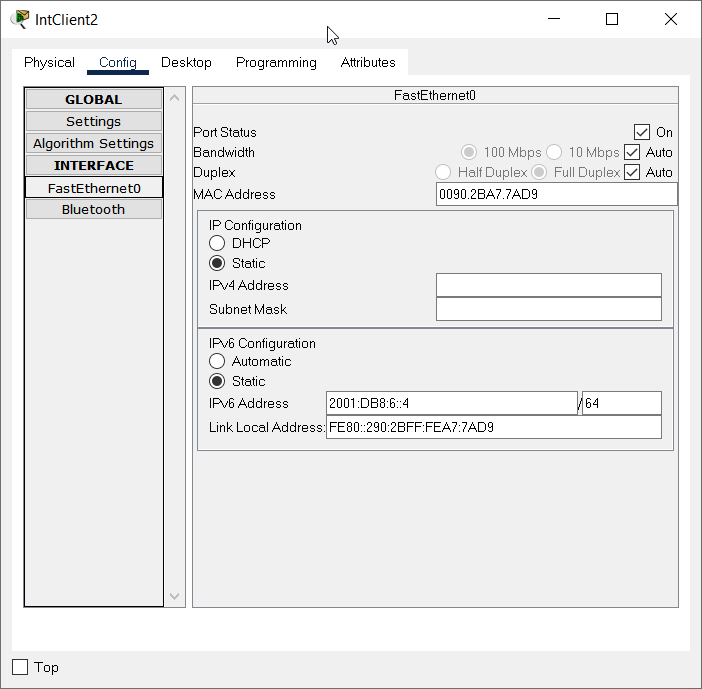 IntClient2
Physical Config Desktop Programming Attributes
GLOBAL
Settings
Algorithm Settings
INTERFACE
FastEthernet0
Bluetooth
FastEthernet0
Port Status On
Bandwidth 100 Mbps 10 Mbps Auto
Duplex Half Duplex Full Duplex Auto
MAC Address 0090.2BA7.7AD9
IP Configuration
DHCP
Static
IPv4 Address
Subnet Mask
IPv6 Configuration
Automatic
Static
IPv6 Address 2001:DB8:6::4 / 64
Link Local Address: FE80::290:2BFF:FEA7:7AD9
Top